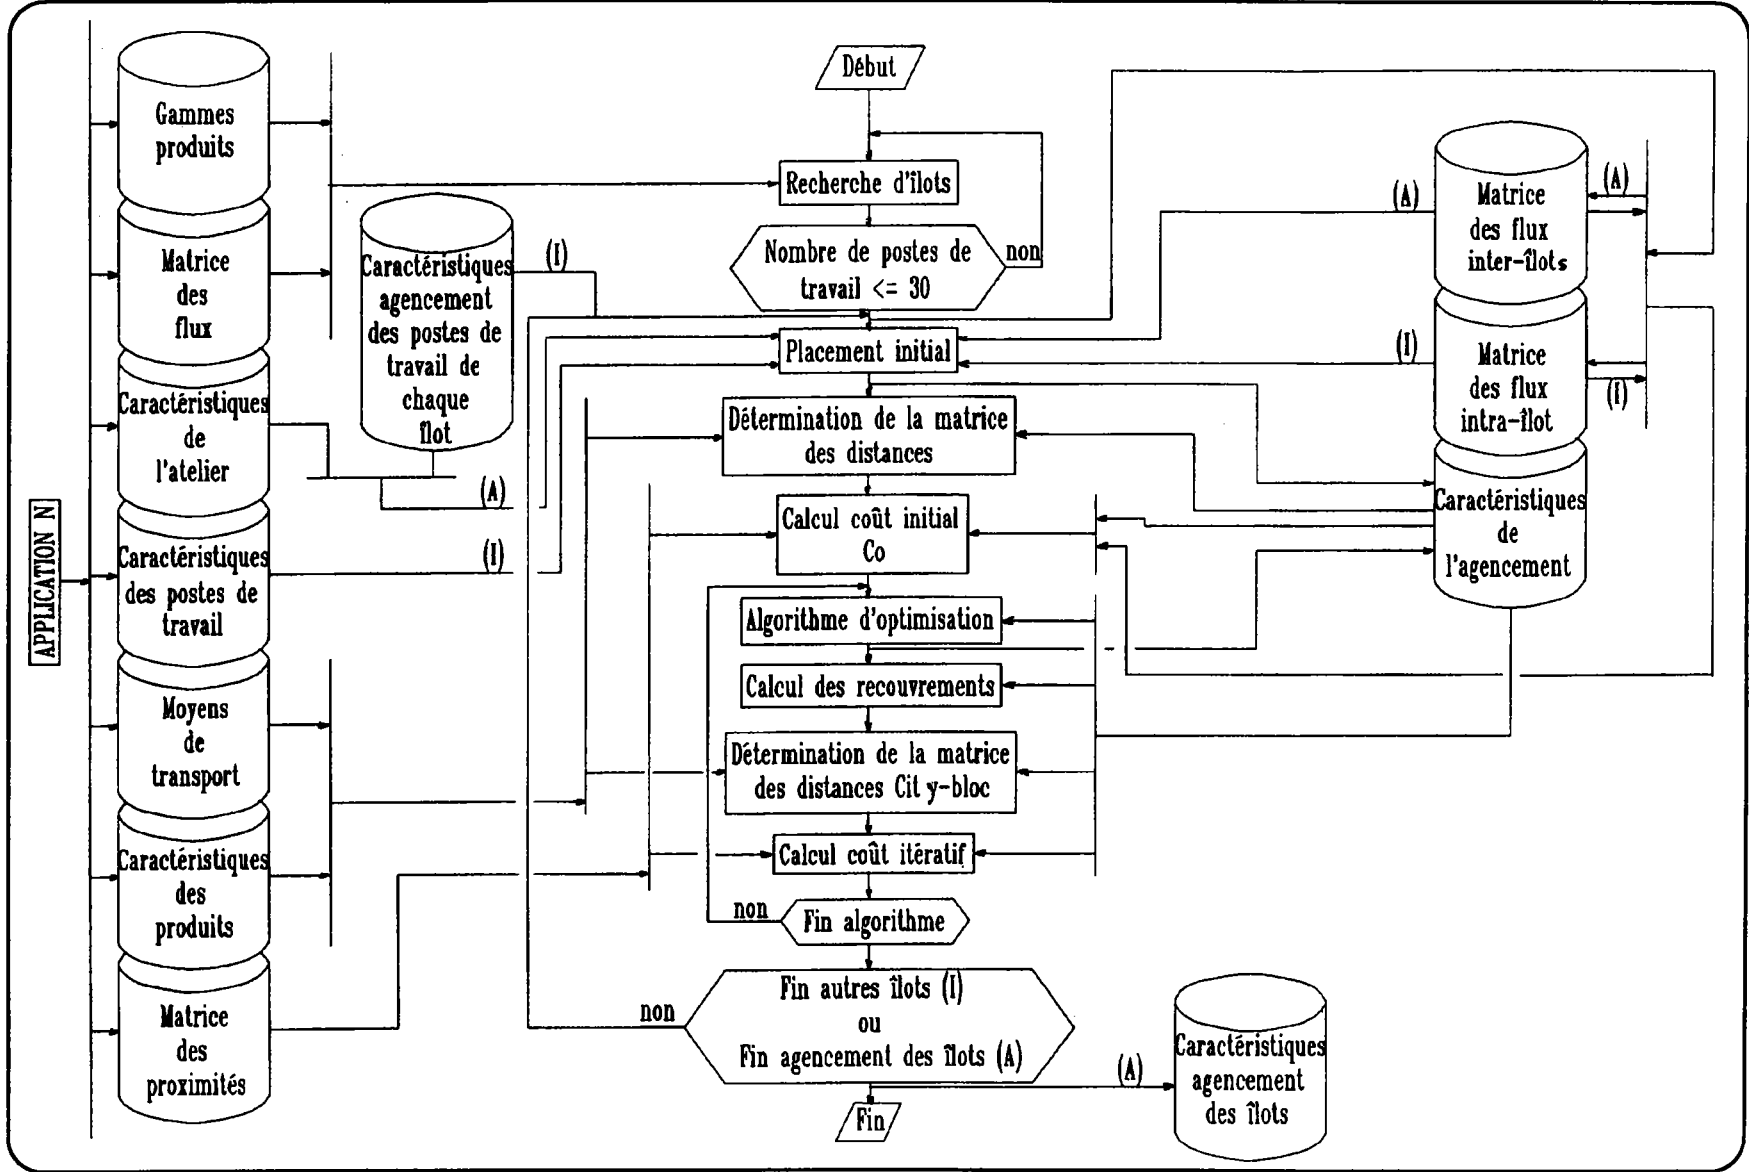 APPLICATION N
Gammes
produits
Matrice
des
flux
Caractéristiques
de
l'atelier
Caractéristiques
des postes de
travail
Moyens
de
transport
Caractéristiques
des
produits
Matrice
des
proximités
Caractéristiques
agencement
des postes de
travail de
chaque
îlot
(I)
(A)
(I)
Début
Recherche d'îlots
Nombre de postes de
travail <= 30
non
Placement initial
Détermination de la matrice
des distances
Calcul coût initial
Co
Algorithme d'optimisation
Calcul des recouvrements
Détermination de la matrice
des distances Cit y-bloc
Calcul coût itératif
non
Fin algorithme
non
Fin autres îlots (I)
ou
Fin agencement des îlots (A)
Fin
(A)
(A)
(I)
Matrice
des flux
inter-îlots
(A)
Matrice
des flux
intra-îlot
(I)
Caractéristiques
de
l'agencement
Caractéristiques
agencement
des îlots